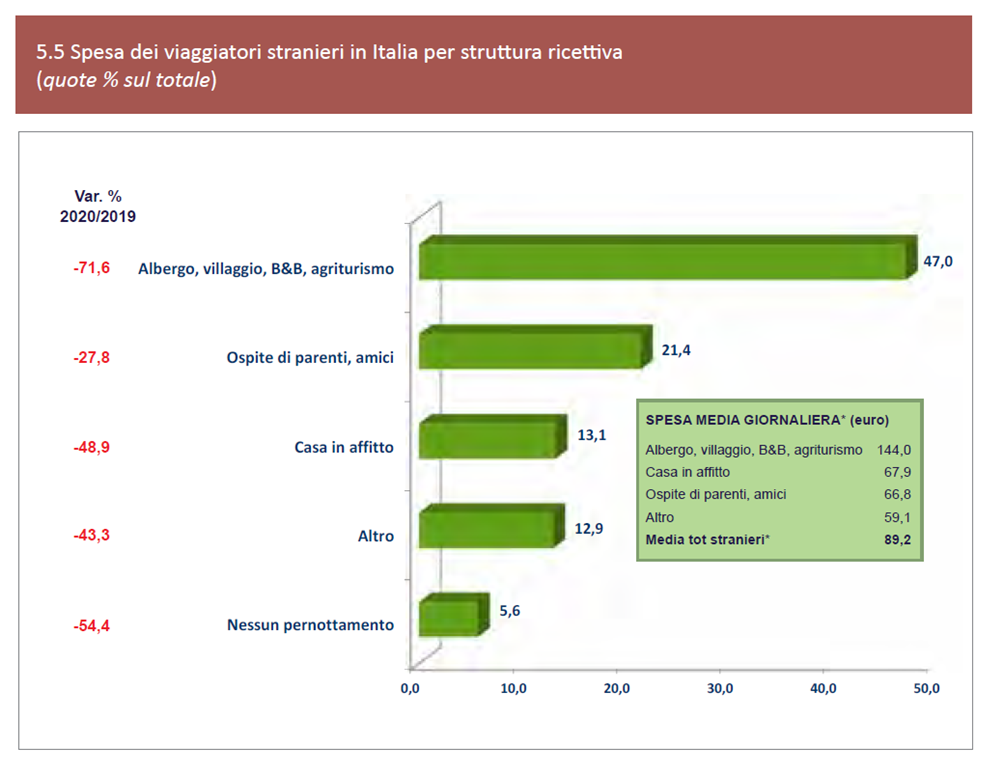 5.5 Spesa dei viaggiatori stranieri in Italia per struttura ricettiva
(quote % sul totale)
Var. %
2020/2019
-71,6 Albergo, villaggio, B&B, agriturismo 47,0
-27,8 Ospite di parenti, amici 21,4
-48,9 Casa in affitto 13,1
-43,3 Altro 12,9
-54,4 Nessun pernottamento 5,6
SPESA MEDIA GIORNALIERA* (euro)
Albergo, villaggio, B&B, agriturismo 144,0
Casa in affitto 67,9
Ospite di parenti, amici 66,8
Altro 59,1
Media tot stranieri* 89,2
0,0 10,0 20,0 30,0 40,0 50,0